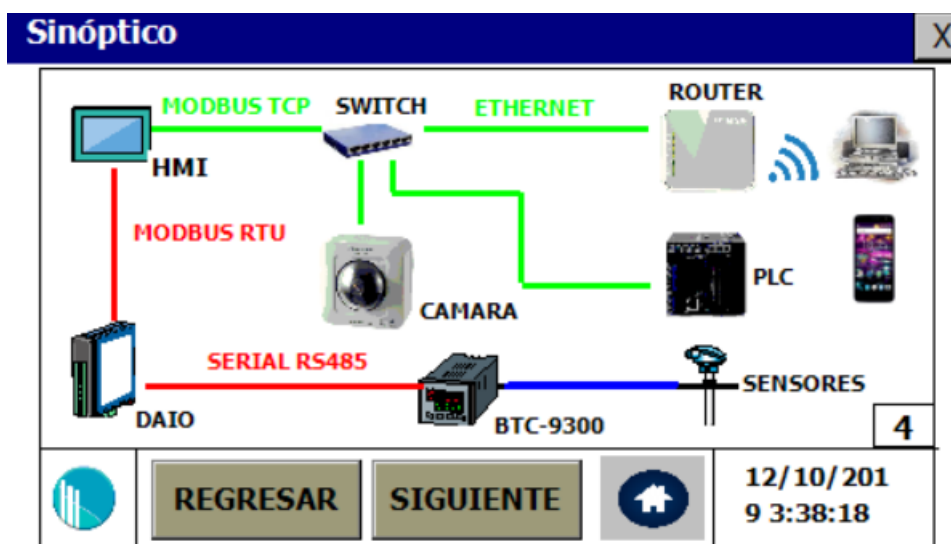 Sinóptico
X
MODBUS TCP
SWITCH
ETHERNET
ROUTER
HMI
MODBUS RTU
CAMARA
PLC
SERIAL RS485
SENSORES
DAIO
BTC-9300
4
REGRESAR
SIGUIENTE
12/10/201
9 3:38:18